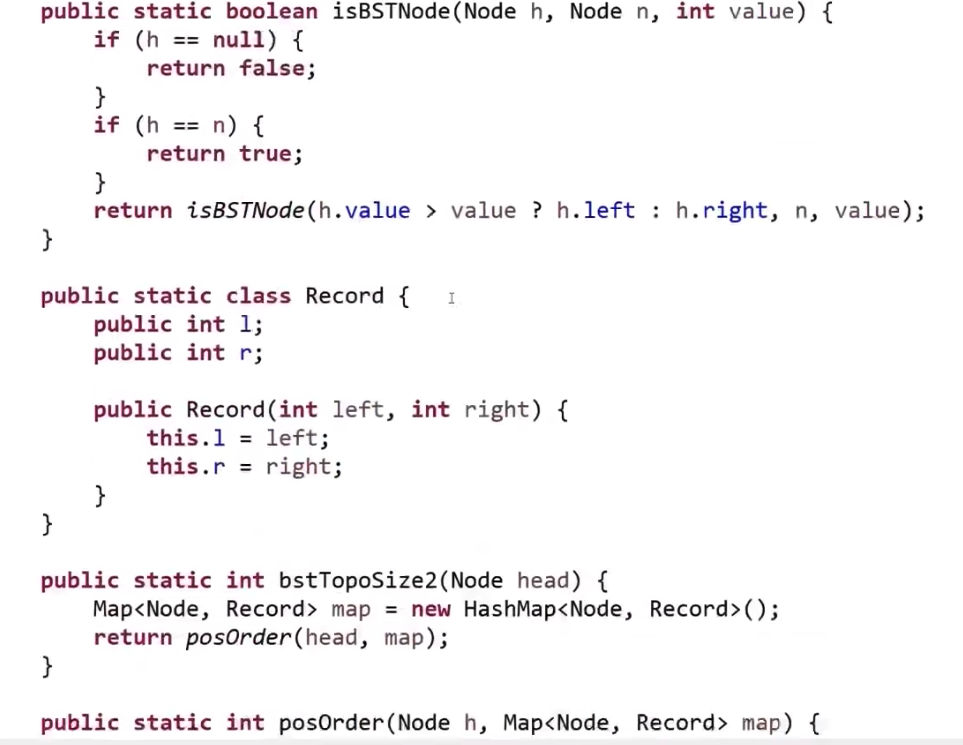 public static boolean isBSTNode(Node h, Node n, int value) {
    if (h == null) {
        return false;
    }
    if (h == n) {
        return true;
    }
    return isBSTNode(h.value > value ? h.left : h.right, n, value);
}

public static class Record {
    public int l;
    public int r;

    public Record(int left, int right) {
        this.l = left;
        this.r = right;
    }
}

public static int bstTopoSize2(Node head) {
    Map<Node, Record> map = new HashMap<Node, Record>();
    return posOrder(head, map);
}

public static int posOrder(Node h, Map<Node, Record> map) {